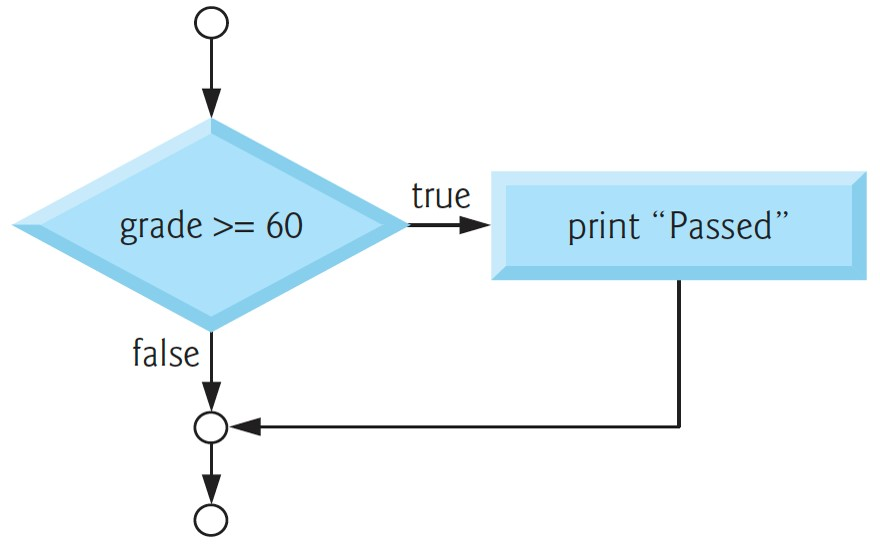 true
grade >= 60
print “Passed”
false